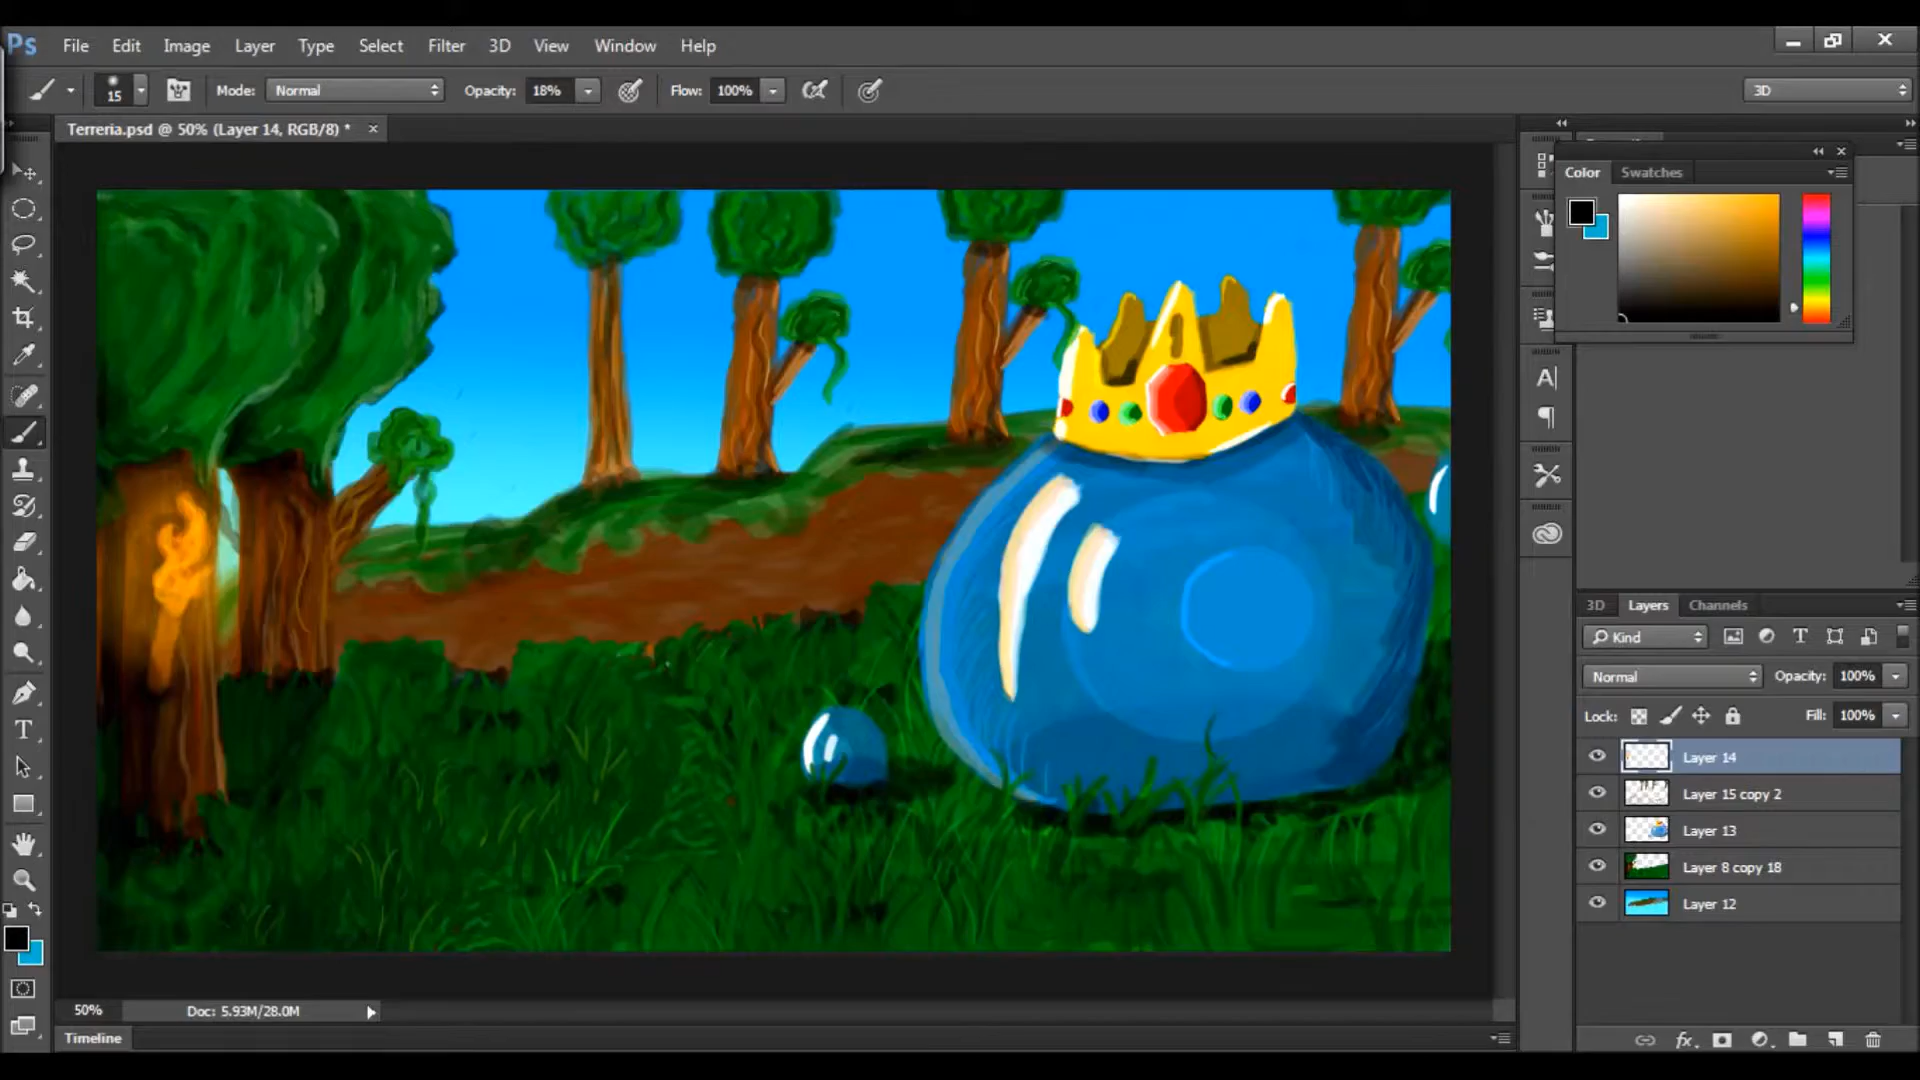 Ps File Edit Image Layer Type Select Filter 3D View Window Help
15 Mode: Normal Opacity: 18% Flow: 100% 3D
Terreria.psd @ 50% (Layer 14, RGB/8) * ×
Color Swatches
A
T
3D Layers Channels
Kind T
Normal Opacity: 100%
Lock: Fill: 100%
Layer 14
Layer 15 copy 2
Layer 13
Layer 8 copy 18
Layer 12
50% Doc: 5.93M/28.0M
Timeline fx